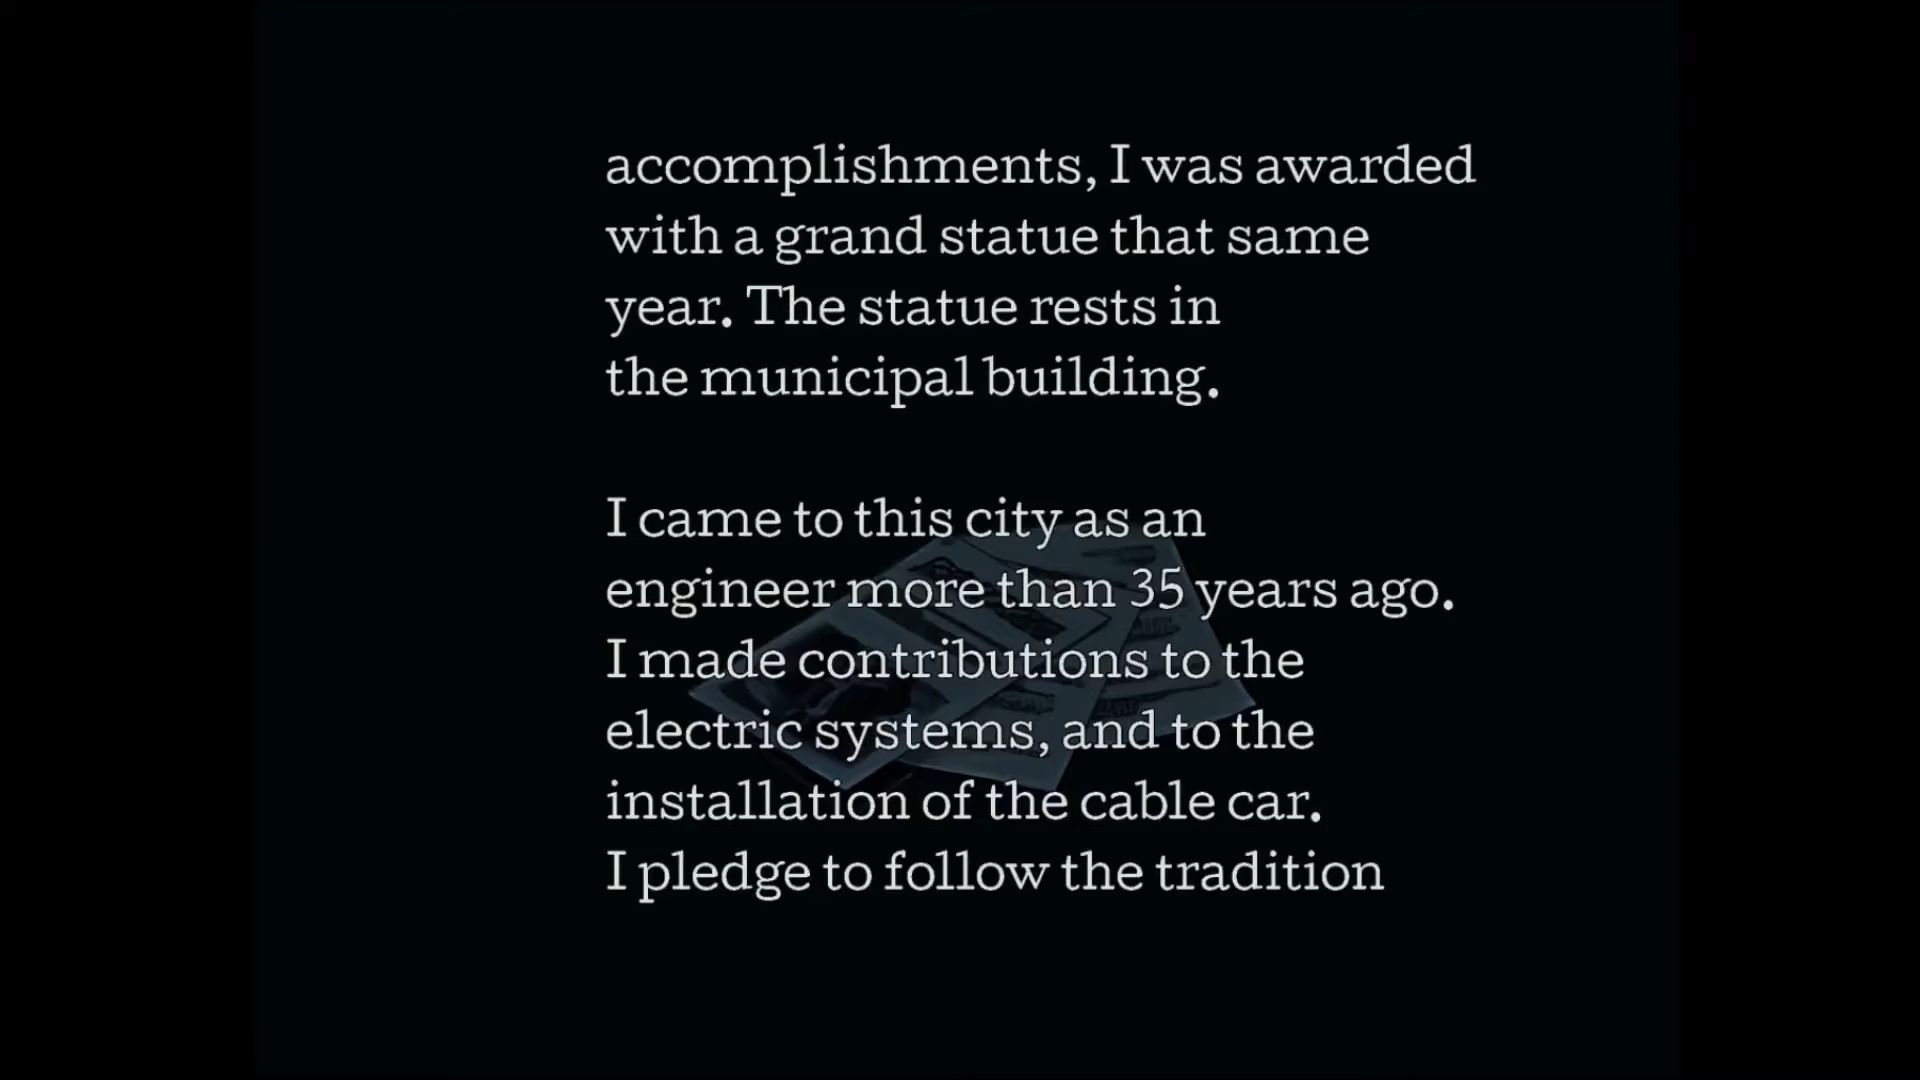 accomplishments, I was awarded
with a grand statue that same
year. The statue rests in
the municipal building.
I came to this city as an
engineer more than 35 years ago.
I made contributions to the
electric systems, and to the
installation of the cable car.
I pledge to follow the tradition